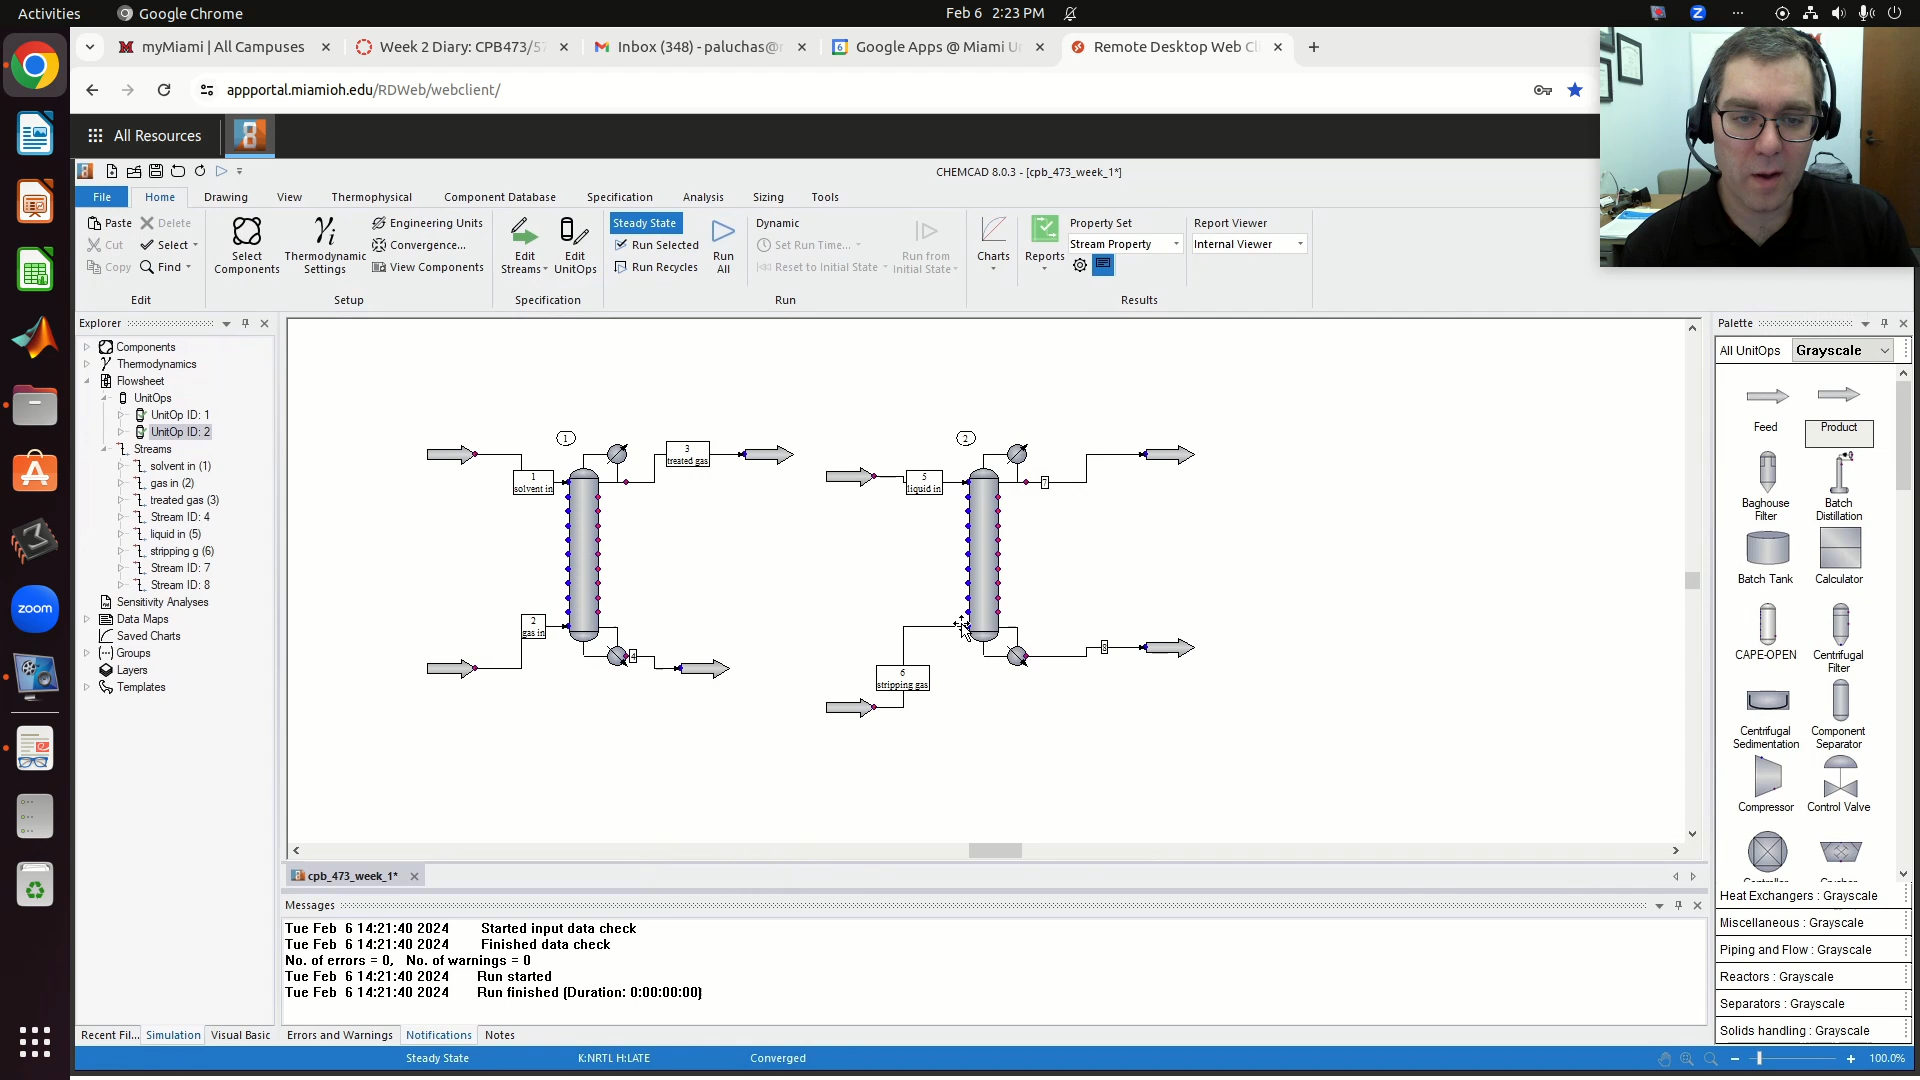 Activities
Google Chrome
Feb 6 2:23 PM
myMiami | All Campuses
Week 2 Diary: CPB473/57
Inbox (348) - paluchas@
Google Apps @ Miami U
Remote Desktop Web Cli
appportal.miamioh.edu/RDWeb/webclient/
All Resources
CHEMCAD 8.0.3 - [cpb_473_week_1*]
File
Home
Drawing
View
Thermophysical
Component Database
Specification
Analysis
Sizing
Tools
Paste
Delete
Cut
Select
Copy
Find
Edit
Select Components
Thermodynamic Settings
Engineering Units
Convergence...
View Components
Setup
Edit Streams
Edit UnitOps
Specification
Steady State
Run Selected
Run Recycles
Run All
Dynamic
Set Run Time...
Reset to Initial State
Run from Initial State
Run
Charts
Reports
Property Set
Stream Property
Report Viewer
Internal Viewer
Results
Explorer
Components
Thermodynamics
Flowsheet
UnitOps
UnitOp ID: 1
UnitOp ID: 2
Streams
solvent in (1)
gas in (2)
treated gas (3)
Stream ID: 4
liquid in (5)
stripping g (6)
Stream ID: 7
Stream ID: 8
Sensitivity Analyses
Data Maps
Saved Charts
Groups
Layers
Templates
Recent Fil...
Simulation
Visual Basic
1
3
treated gas
1
solvent in
2
gas in
4
2
5
liquid in
7
6
stripping gas
8
cpb_473_week_1*
Messages
Tue Feb 6 14:21:40 2024 Started input data check
Tue Feb 6 14:21:40 2024 Finished data check
No. of errors = 0, No. of warnings = 0
Tue Feb 6 14:21:40 2024 Run started
Tue Feb 6 14:21:40 2024 Run finished (Duration: 0:00:00:00)
Errors and Warnings
Notifications
Notes
Palette
All UnitOps
Grayscale
Feed
Product
Baghouse Filter
Batch Distillation
Batch Tank
Calculator
CAPE-OPEN
Centrifugal Filter
Centrifugal Sedimentation
Component Separator
Compressor
Control Valve
Heat Exchangers : Grayscale
Miscellaneous : Grayscale
Piping and Flow : Grayscale
Reactors : Grayscale
Separators : Grayscale
Solids handling : Grayscale
Steady State
K:NRTL H:LATE
Converged
100.0%
zoom